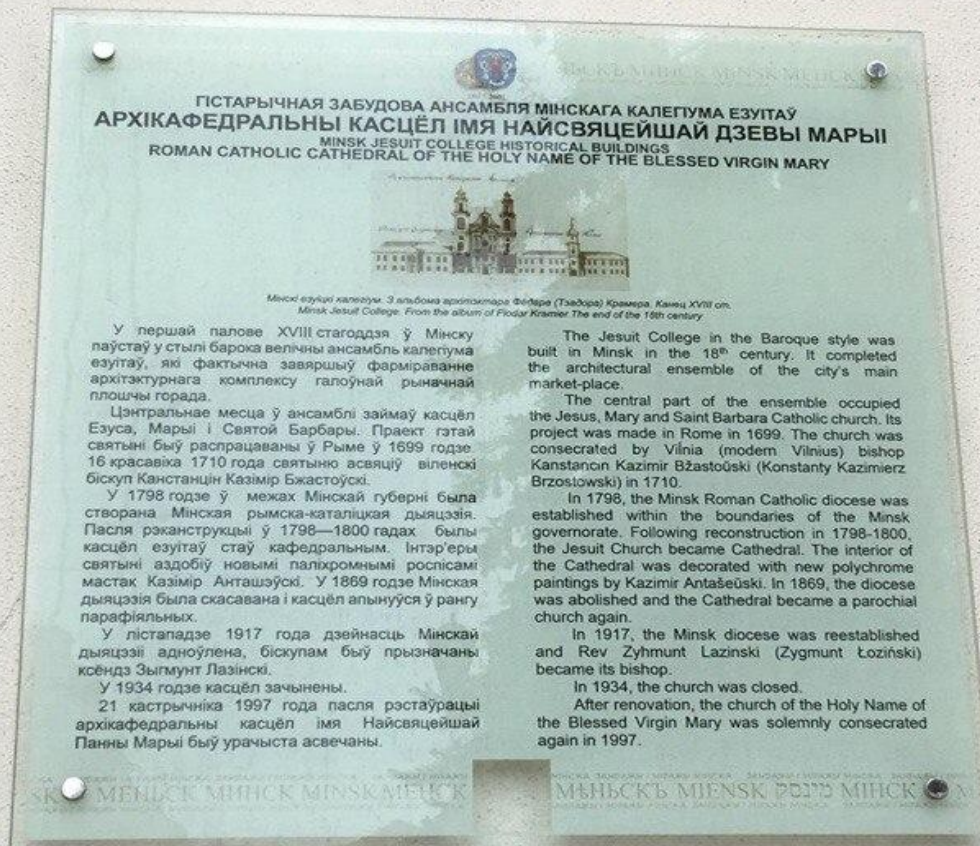 ГІСТАРЫЧНАЯ ЗАБУДОВА АНСАМБЛЯ МІНСКАГА КАЛЕГІУМА ЕЗУІТАЎ
АРХІКАФЕДРАЛЬНЫ КАСЦЁЛ ІМЯ НАЙСВЯЦЕЙШАЙ ДЗЕВЫ МАРЫІ
MINSK JESUIT COLLEGE HISTORICAL BUILDINGS
ROMAN CATHOLIC CATHEDRAL OF THE HOLY NAME OF THE BLESSED VIRGIN MARY
Мінскі езуіцкі калегіум. З альбома архітэктара Фёдара (Тэадора) Крамера. Канец XVIII ст.
Minsk Jesuit College. From the album of Fiodar Kramier The end of the 18th century
У першай палове XVIII стагоддзя ў Мінску
паўстаў у стылі барока велічны ансамбль калегіума
езуітаў, які фактычна завяршыў фарміраванне
архітэктурнага комплексу галоўнай рыначнай
плошчы горада.
Цэнтральнае месца ў ансамблі займаў касцёл
Езуса, Марыі і Святой Барбары. Праект гэтай
святыні быў распрацаваны ў Рыме ў 1699 годзе.
16 красавіка 1710 года святыню асвяціў віленскі
біскуп Канстанцін Казімір Бжастоўскі.
У 1798 годзе ў межах Мінскай губерні была
створана Мінская рымска-каталіцкая дыяцэзія.
Пасля рэканструкцыі ў 1798—1800 гадах былы
касцёл езуітаў стаў кафедральным. Інтэр'еры
святыні аздобіў новымі паліхромнымі роспісамі
мастак Казімір Анташэўскі. У 1869 годзе Мінская
дыяцэзія была скасавана і касцёл апынуўся ў рангу
парафіяльных.
У лістападзе 1917 года дзейнасць Мінскай
дыяцэзіі адноўлена, біскупам быў прызначаны
ксёндз Зыгмунт Лазінскі.
У 1934 годзе касцёл зачынены.
21 кастрычніка 1997 года пасля рэстаўрацыі
архікафедральны касцёл імя Найсвяцейшай
Панны Марыі быў урачыста асвечаны.
The Jesuit College in the Baroque style was
built in Minsk in the 18th century. It completed
the architectural ensemble of the city's main
market-place.
The central part of the ensemble occupied
the Jesus, Mary and Saint Barbara Catholic church. Its
project was made in Rome in 1699. The church was
consecrated by Viĺnia (modern Vilnius) bishop
Kanstancin Kazimir Bžastoŭski (Konstanty Kazimierz
Brzostowski) in 1710.
In 1798, the Minsk Roman Catholic diocese was
established within the boundaries of the Minsk
governorate. Following reconstruction in 1798-1800,
the Jesuit Church became Cathedral. The interior of
the Cathedral was decorated with new polychrome
paintings by Kazimir Antašeŭski. In 1869, the diocese
was abolished and the Cathedral became a parochial
church again.
In 1917, the Minsk diocese was reestablished
and Rev Zyhmunt Lazinski (Zygmunt Łoziński)
became its bishop.
In 1934, the church was closed.
After renovation, the church of the Holy Name of
the Blessed Virgin Mary was solemnly consecrated
again in 1997.
МЕНЬСК МИНСК MINSK МЕНСК
МѢНЬСКЪ MIENSK מינסק МІНСК